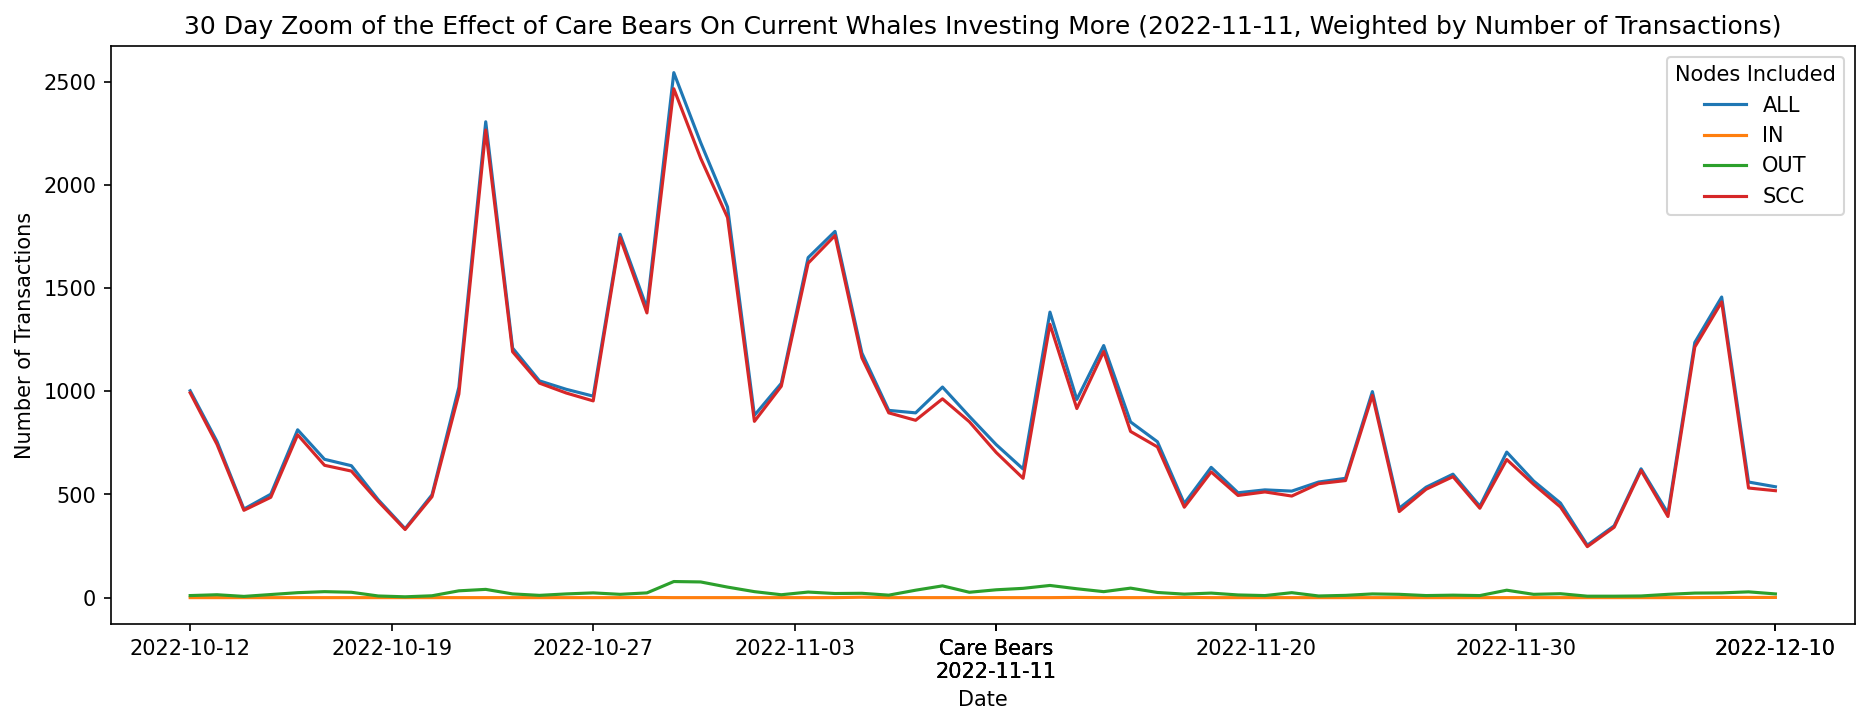 30 Day Zoom of the Effect of Care Bears On Current Whales Investing More (2022-11-11, Weighted by Number of Transactions)
Number of Transactions
2500
2000
1500
1000
500
0
Nodes Included
ALL
IN
OUT
SCC
2022-10-12
2022-10-19
2022-10-27
2022-11-03
Care Bears
2022-11-11
2022-11-20
2022-11-30
2022-12-10
Date